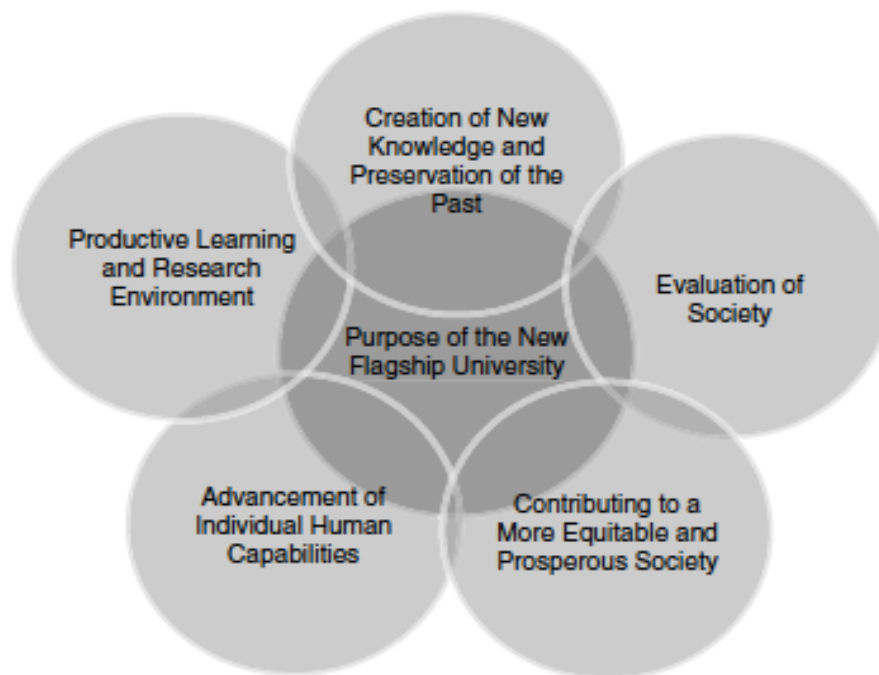 Creation of New
Knowledge and
Preservation of the
Past
Productive Learning
and Research
Environment
Evaluation of
Society
Purpose of the New
Flagship University
Advancement of
Individual Human
Capabilities
Contributing to a
More Equitable and
Prosperous Society